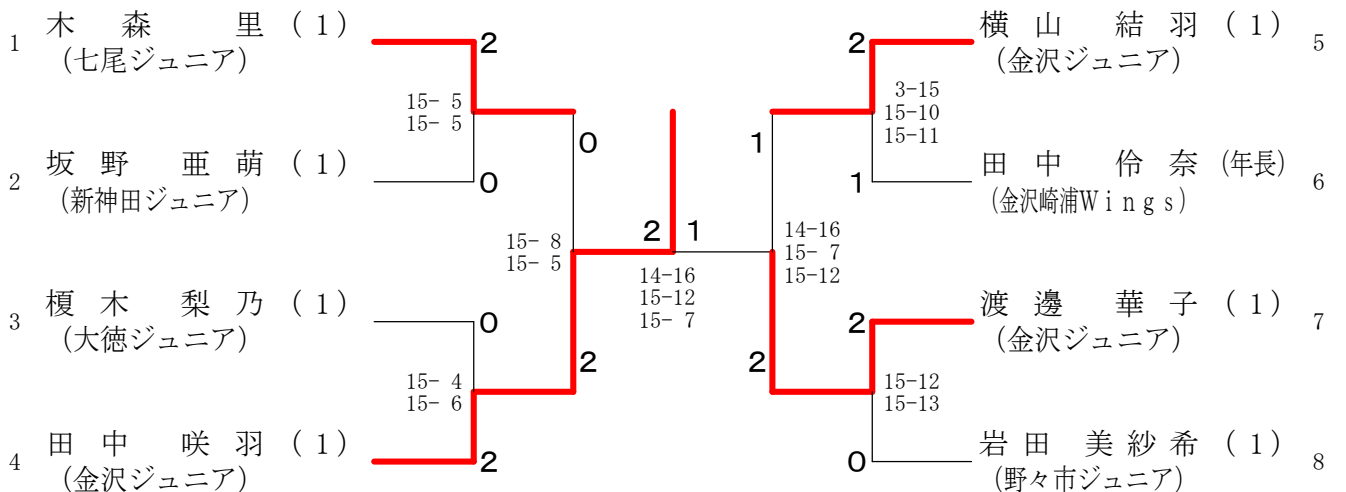 1 木 森 里 (1)
(七尾ジュニア)
2
15- 5
15- 5
2 坂 野 亜 萌 (1)
(新神田ジュニア)
0
0
15- 8
15- 5
3 榎 木 梨 乃 (1)
(大徳ジュニア)
0
15- 4
15- 6
2
4 田 中 咲 羽 (1)
(金沢ジュニア)
2
2 1
14-16
15-12
15- 7
横 山 結 羽 (1) 5
(金沢ジュニア)
2
3-15
15-10
15-11
1
田 中 伶 奈 (年長) 6
(金沢崎浦Wings)
1
14-16
15- 7
15-12
渡 邊 華 子 (1) 7
(金沢ジュニア)
2
2
15-12
15-13
岩 田 美 紗 希 (1) 8
(野々市ジュニア)
0